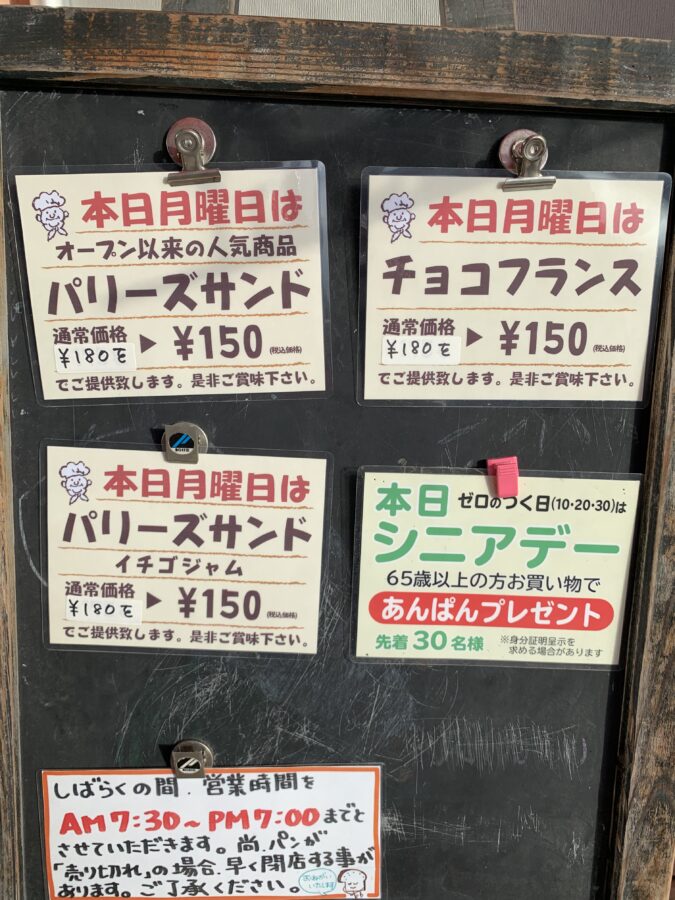 本日月曜日は
オープン以来の人気商品
パリーズサンド
通常価格
¥180を ▶ ¥150 (税込価格)
でご提供致します。是非ご賞味下さい。
本日月曜日は
チョコフランス
通常価格
¥180を ▶ ¥150 (税込価格)
でご提供致します。是非ご賞味下さい。
本日月曜日は
パリーズサンド
イチゴジャム
通常価格
¥180を ▶ ¥150 (税込価格)
でご提供致します。是非ご賞味下さい。
本日 ゼロのつく日(10・20・30)は
シニアデー
65歳以上の方お買い物で
あんぱんプレゼント
先着30名様
※身分証明呈示を
求める場合があります
しばらくの間、営業時間を
AM7:30~PM7:00までと
させていただきます。尚、パンが
「売り切れ」の場合、早く閉店する事が
あります。ご了承ください。
おねがい
いたします